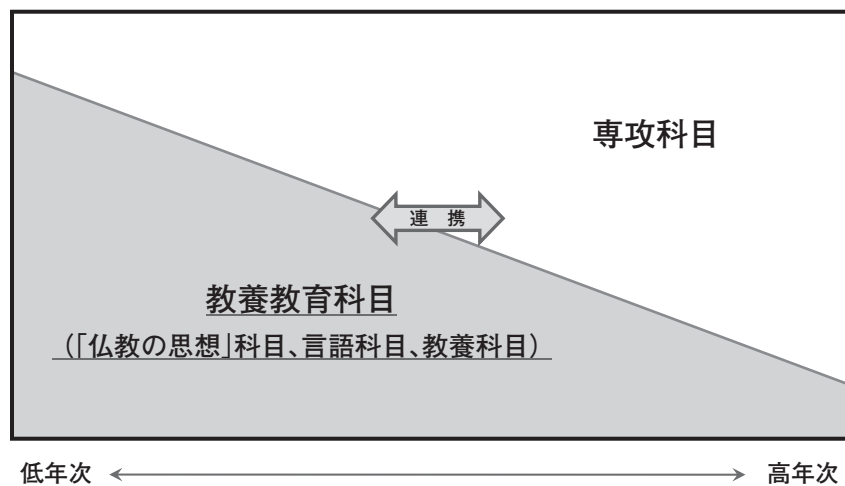 専攻科目
連 携
教養教育科目
(「仏教の思想」科目、言語科目、教養科目)
低年次 高年次